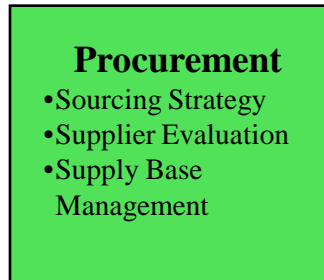 Procurement
•Sourcing Strategy
•Supplier Evaluation
•Supply Base
Management